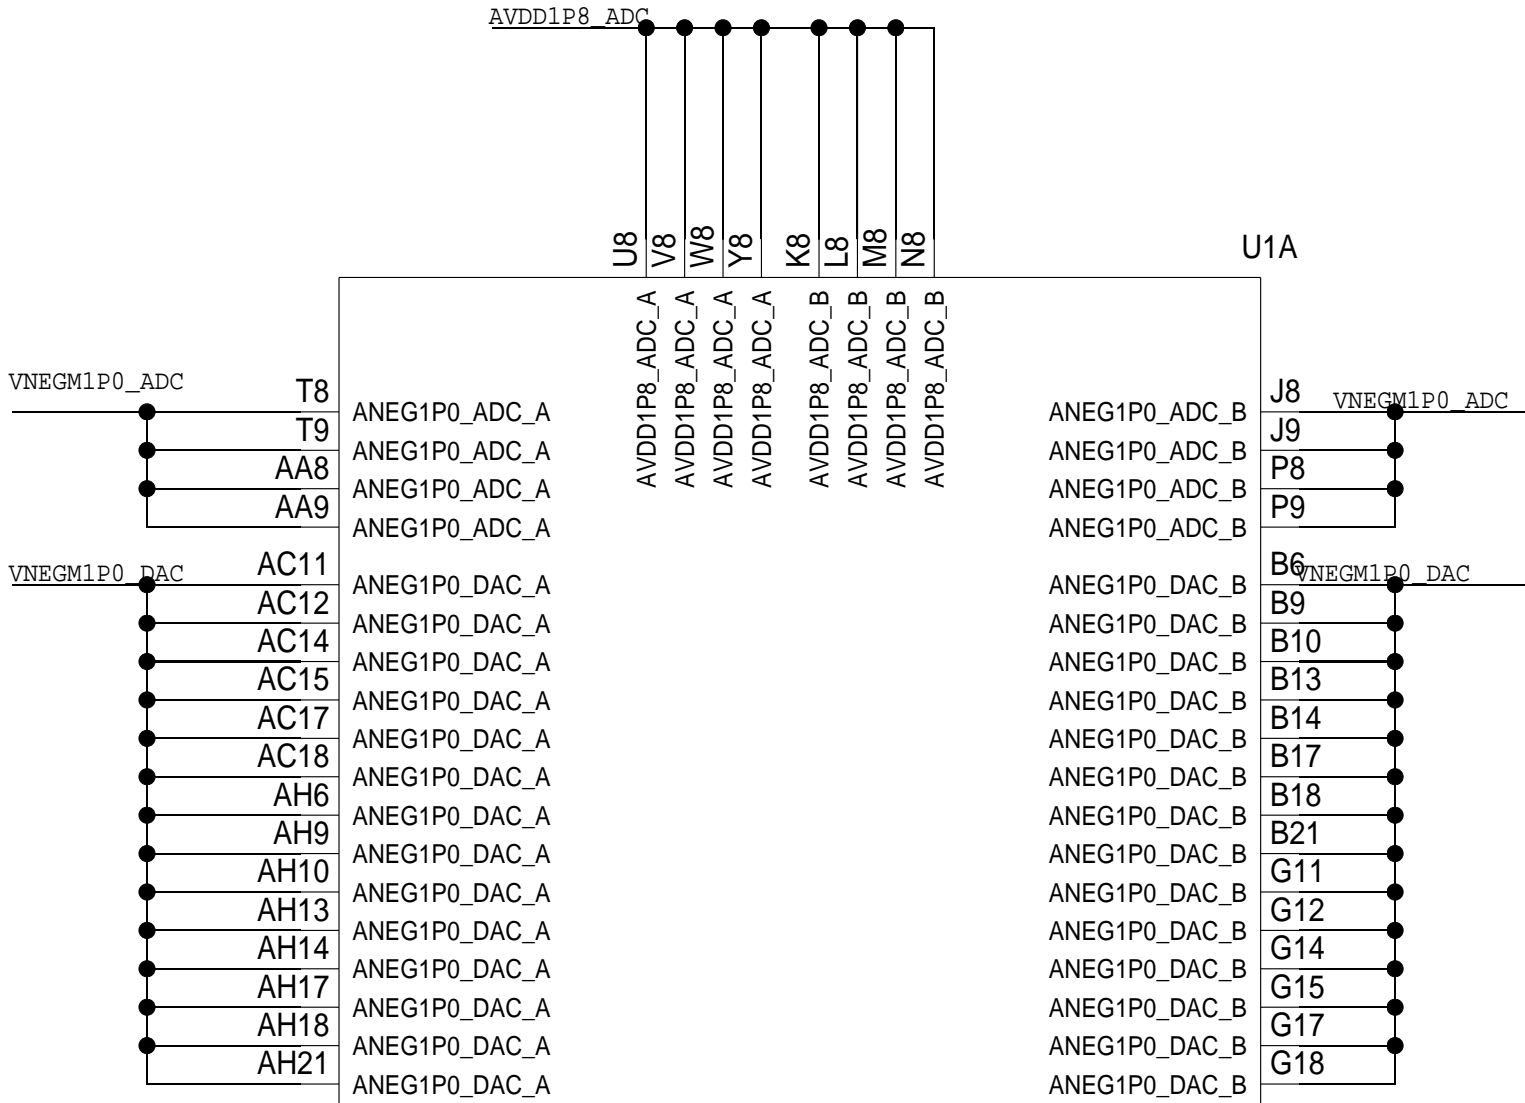 AVDD1P8_ADC
U8 V8 W8 Y8 K8 L8 M8 N8
U1A
AVDD1P8_ADC_A AVDD1P8_ADC_A AVDD1P8_ADC_A AVDD1P8_ADC_A AVDD1P8_ADC_B AVDD1P8_ADC_B AVDD1P8_ADC_B AVDD1P8_ADC_B
VNEGM1P0_ADC T8 ANEG1P0_ADC_A ANEG1P0_ADC_B J8 VNEGM1P0_ADC
T9 ANEG1P0_ADC_A ANEG1P0_ADC_B J9
AA8 ANEG1P0_ADC_A ANEG1P0_ADC_B P8
AA9 ANEG1P0_ADC_A ANEG1P0_ADC_B P9
VNEGM1P0_DAC AC11 ANEG1P0_DAC_A ANEG1P0_DAC_B B6 VNEGM1P0_DAC
AC12 ANEG1P0_DAC_A ANEG1P0_DAC_B B9
AC14 ANEG1P0_DAC_A ANEG1P0_DAC_B B10
AC15 ANEG1P0_DAC_A ANEG1P0_DAC_B B13
AC17 ANEG1P0_DAC_A ANEG1P0_DAC_B B14
AC18 ANEG1P0_DAC_A ANEG1P0_DAC_B B17
AH6 ANEG1P0_DAC_A ANEG1P0_DAC_B B18
AH9 ANEG1P0_DAC_A ANEG1P0_DAC_B B21
AH10 ANEG1P0_DAC_A ANEG1P0_DAC_B G11
AH13 ANEG1P0_DAC_A ANEG1P0_DAC_B G12
AH14 ANEG1P0_DAC_A ANEG1P0_DAC_B G14
AH17 ANEG1P0_DAC_A ANEG1P0_DAC_B G15
AH18 ANEG1P0_DAC_A ANEG1P0_DAC_B G17
AH21 ANEG1P0_DAC_A ANEG1P0_DAC_B G18